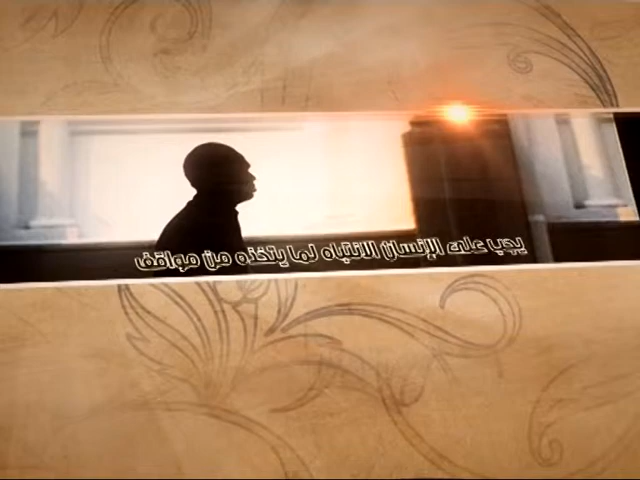 يجب على الإنسان الانتباه لما يتخذه من مواقف